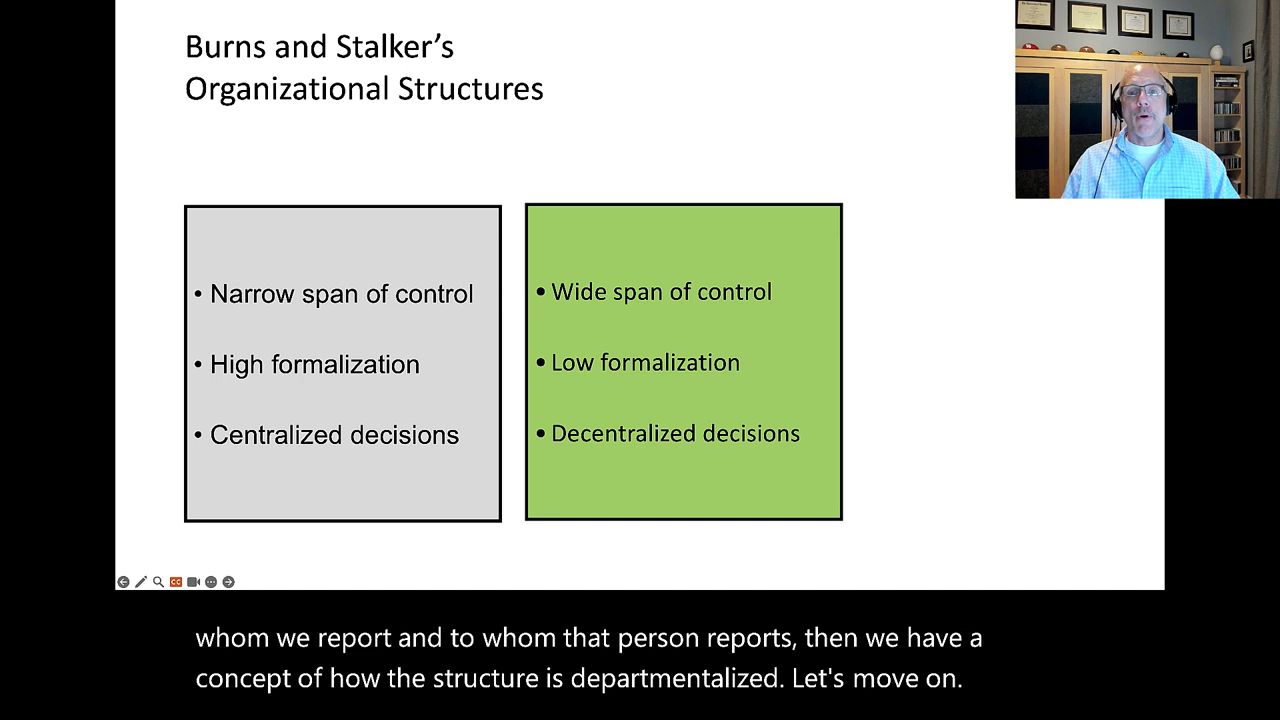 Burns and Stalker’s
Organizational Structures
• Narrow span of control
• High formalization
• Centralized decisions
• Wide span of control
• Low formalization
• Decentralized decisions
CC
whom we report and to whom that person reports, then we have a
concept of how the structure is departmentalized. Let's move on.